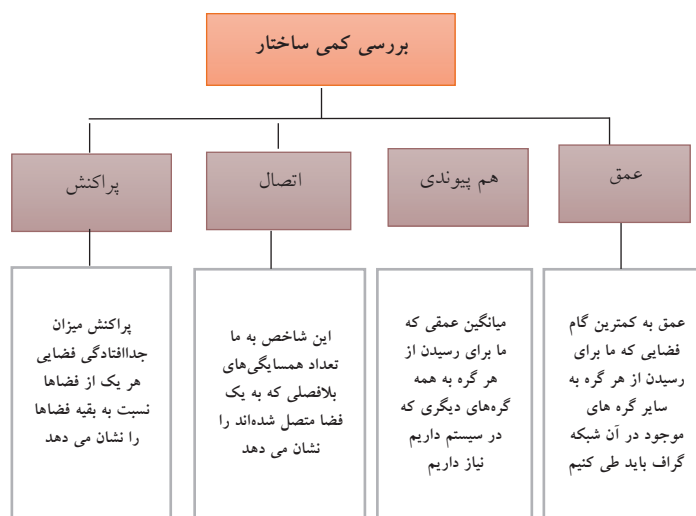 بررسی کمی ساختار
عمق
هم پیوندی
اتصال
پراکنش
عمق به کمترین گام
فضایی که ما برای
رسیدن از هر گره به
سایر گره های
موجود در آن شبکه
گراف باید طی کنیم
میانگین عمقی که
ما برای رسیدن از
هر گره به همه
گره‌های دیگری که
در سیستم داریم
نیاز داریم
این شاخص به ما
تعداد همسایگی‌های
بلافصلی که به یک
فضا متصل شده‌اند را
نشان می دهد
پراکنش میزان
جداافتادگی فضایی
هر یک از فضاها
نسبت به بقیه فضاها
را نشان می دهد